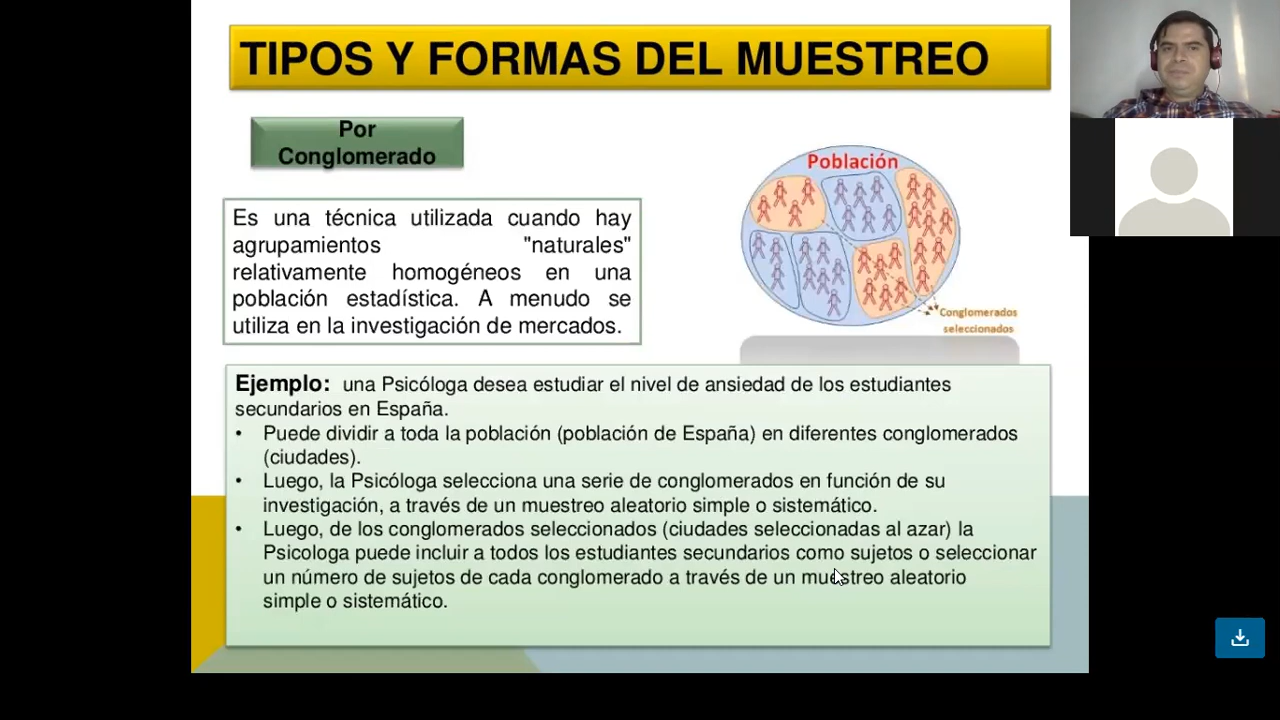 TIPOS Y FORMAS DEL MUESTREO
Por
Conglomerado
Es una técnica utilizada cuando hay
agrupamientos "naturales"
relativamente homogéneos en una
población estadística. A menudo se
utiliza en la investigación de mercados.
Población
Conglomerados
seleccionados
Ejemplo: una Psicóloga desea estudiar el nivel de ansiedad de los estudiantes
secundarios en España.
• Puede dividir a toda la población (población de España) en diferentes conglomerados
(ciudades).
• Luego, la Psicóloga selecciona una serie de conglomerados en función de su
investigación, a través de un muestreo aleatorio simple o sistemático.
• Luego, de los conglomerados seleccionados (ciudades seleccionadas al azar) la
Psicologa puede incluir a todos los estudiantes secundarios como sujetos o seleccionar
un número de sujetos de cada conglomerado a través de un muestreo aleatorio
simple o sistemático.